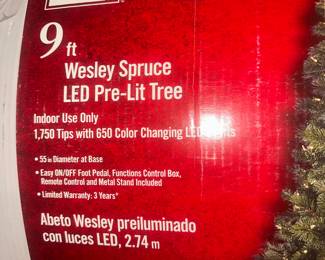 9 ft
Wesley Spruce
LED Pre-Lit Tree
Indoor Use Only
1,750 Tips with 650 Color Changing LED Lights
• 55 in Diameter at Base
• Easy ON/OFF Foot Pedal, Functions Control Box,
Remote Control and Metal Stand Included
• Limited Warranty: 3 Years*
Abeto Wesley preiluminado
con luces LED, 2.74 m